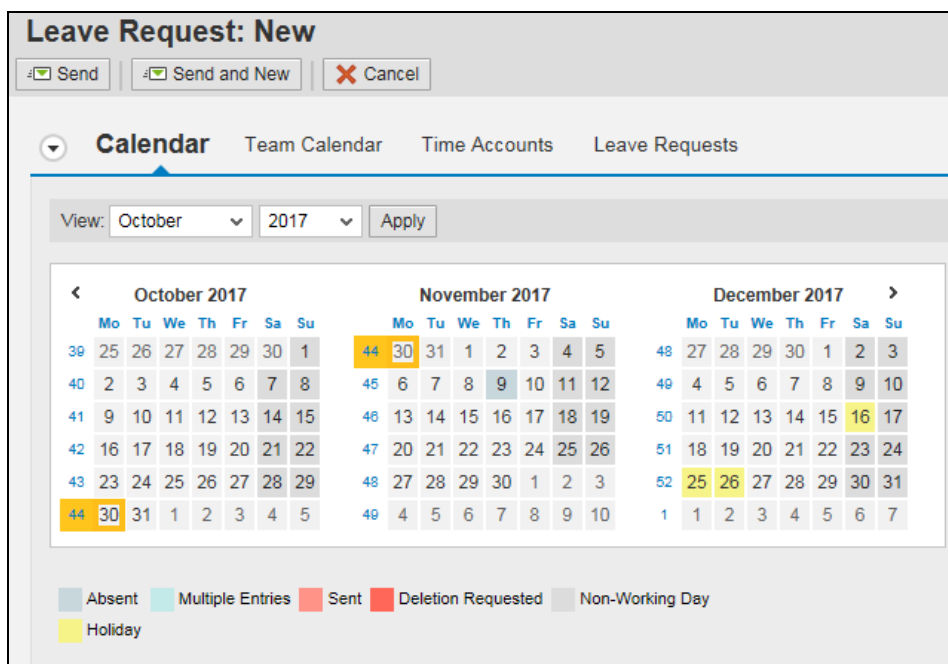 Leave Request: New
Send Send and New Cancel
Calendar Team Calendar Time Accounts Leave Requests
View: October 2017 Apply
October 2017 November 2017 December 2017
Mo Tu We Th Fr Sa Su Mo Tu We Th Fr Sa Su Mo Tu We Th Fr Sa Su
39 25 26 27 28 29 30 1 44 30 31 1 2 3 4 5 48 27 28 29 30 1 2 3
40 2 3 4 5 6 7 8 45 6 7 8 9 10 11 12 49 4 5 6 7 8 9 10
41 9 10 11 12 13 14 15 46 13 14 15 16 17 18 19 50 11 12 13 14 15 16 17
42 16 17 18 19 20 21 22 47 20 21 22 23 24 25 26 51 18 19 20 21 22 23 24
43 23 24 25 26 27 28 29 48 27 28 29 30 1 2 3 52 25 26 27 28 29 30 31
44 30 31 1 2 3 4 5 49 4 5 6 7 8 9 10 1 1 2 3 4 5 6 7
Absent Multiple Entries Sent Deletion Requested Non-Working Day
Holiday